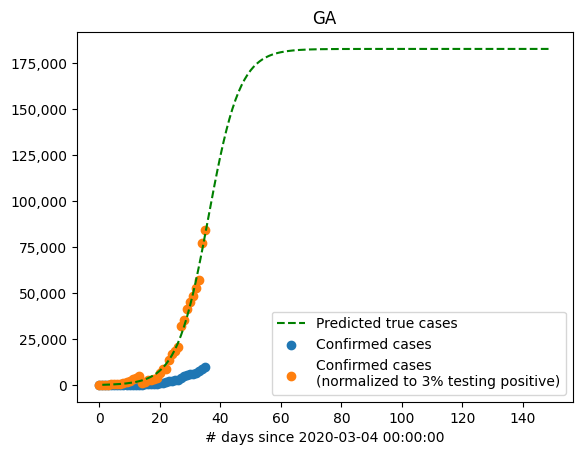 GA
175,000
150,000
125,000
100,000
75,000
50,000
25,000
0
Predicted true cases
Confirmed cases
Confirmed cases
(normalized to 3% testing positive)
0 20 40 60 80 100 120 140
# days since 2020-03-04 00:00:00